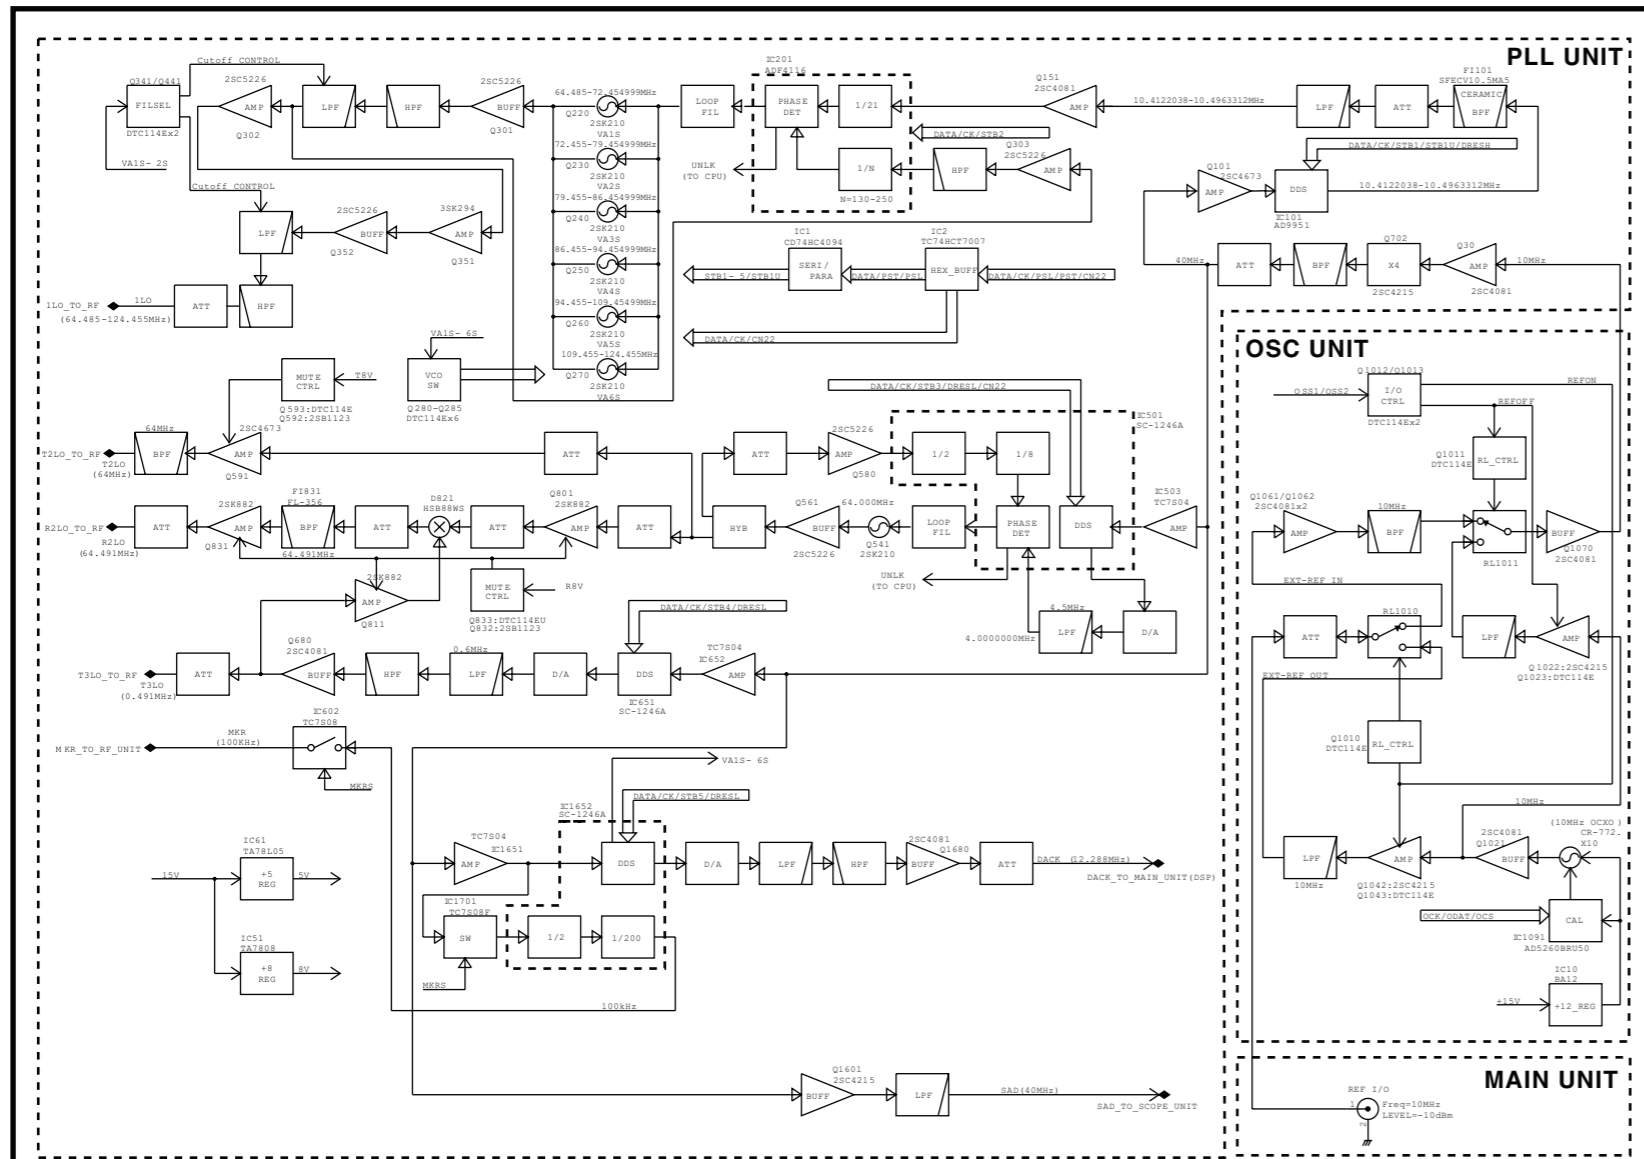 PLL UNIT
Cutoff CONTROL
Q341/Q441
FILSEL
DTC114Ex2
VA1S- 2S
2SC5226
AMP
Q302
LPF
HPF
2SC5226
BUFF
Q301
64.485-72.454999MHz
Q220
2SK210
VA1S
72.455-79.454999MHz
Q230
2SK210
VA2S
79.455-86.454999MHz
Q240
2SK210
VA3S
86.455-94.454999MHz
Q250
2SK210
VA4S
94.455-109.45499MHz
Q260
2SK210
VA5S
109.455-124.455MHz
Q270
2SK210
VA6S
LOOP
FIL
IC201
ADF4116
PHASE
DET
1/21
1/N
N=130-250
UNLK
(TO CPU)
Q151
2SC4081
AMP
DATA/CK/STB2
Q303
2SC5226
HPF
AMP
10.4122038-10.4963312MHz
LPF
ATT
FI101
SFECV10.5MA5
CERAMIC
BPF
DATA/CK/STB1/STB1U/DRESH
Q101
2SC4673
AMP
DDS
IC101
AD9951
10.4122038-10.4963312MHz
40MHz
ATT
BPF
Q702
X4
2SC4215
Q30
AMP
2SC4081
10MHz
Cutoff CONTROL
LPF
2SC5226
BUFF
Q352
3SK294
AMP
Q351
1LO_TO_RF
1LO
(64.485-124.455MHz)
ATT
HPF
IC1
CD74HC4094
SERI/
PARA
STB1- 5/STB1U
DATA/PST/PSL
IC2
TC74HCT7007
HEX_BUFF
DATA/CK/PSL/PST/CN22
DATA/CK/CN22
MUTE
CTRL
T8V
Q593:DTC114E
Q592:2SB1123
VA1S- 6S
VCO
SW
Q280-Q285
DTC114Ex6
T2LO_TO_RF
T2LO
(64MHz)
64MHz
BPF
2SC4673
AMP
Q591
ATT
ATT
2SC5226
AMP
Q580
DATA/CK/STB3/DRESL/CN22
IC501
SC-1246A
1/2
1/8
R2LO_TO_RF
R2LO
(64.491MHz)
ATT
2SK882
AMP
Q831
FI831
FL-356
BPF
64.491MHz
ATT
D821
HSB88WS
ATT
Q801
2SK882
AMP
ATT
HYB
Q561
BUFF
2SC5226
64.000MHz
Q541
2SK210
LOOP
FIL
PHASE
DET
DDS
IC503
TC7S04
AMP
UNLK
(TO CPU)
2SK882
AMP
Q811
MUTE
CTRL
R8V
Q833:DTC114EU
Q832:2SB1123
4.0000000MHz
4.5MHz
LPF
D/A
T3LO_TO_RF
T3LO
(0.491MHz)
ATT
Q680
2SC4081
BUFF
HPF
0.6MHz
LPF
D/A
DATA/CK/STB4/DRESL
DDS
IC651
SC-1246A
TC7S04
IC652
AMP
MKR_TO_RF_UNIT
MKR
(100KHz)
IC602
TC7S08
MKRS
VA1S- 6S
DATA/CK/STB5/DRESL
IC1652
SC-1246A
TC7S04
IC1651
AMP
DDS
D/A
LPF
HPF
2SC4081
Q1680
BUFF
ATT
DACK (12.288MHz)
DACK_TO_MAIN_UNIT(DSP)
IC1701
TC7S08F
SW
1/2
1/200
MKRS
100kHz
15V
IC61
TA78L05
+5
REG
5V
IC51
TA7808
+8
REG
8V
Q1601
2SC4215
BUFF
LPF
SAD(40MHz)
SAD_TO_SCOPE_UNIT
OSC UNIT
Q1012/Q1013
I/O
CTRL
DTC114Ex2
OSS1/OSS2
REFON
REFOFF
Q1011
DTC114E
RL_CTRL
Q1061/Q1062
2SC4081x2
AMP
10MHz
BPF
RL1011
BUFF
Q1070
2SC4081
EXT-REF IN
ATT
RL1010
LPF
AMP
Q1022:2SC4215
Q1023:DTC114E
EXT-REF OUT
Q1010
DTC114E
RL_CTRL
10MHz
LPF
10MHz
AMP
Q1042:2SC4215
Q1043:DTC114E
2SC4081
Q1021
BUFF
(10MHz OCXO)
CR-772.
X10
OCK/ODAT/OCS
CAL
IC1091
AD5260BRU50
IC10
BA12
+15V
+12_REG
MAIN UNIT
REF I/O
1
2
Freq=10MHz
LEVEL=-10dBm